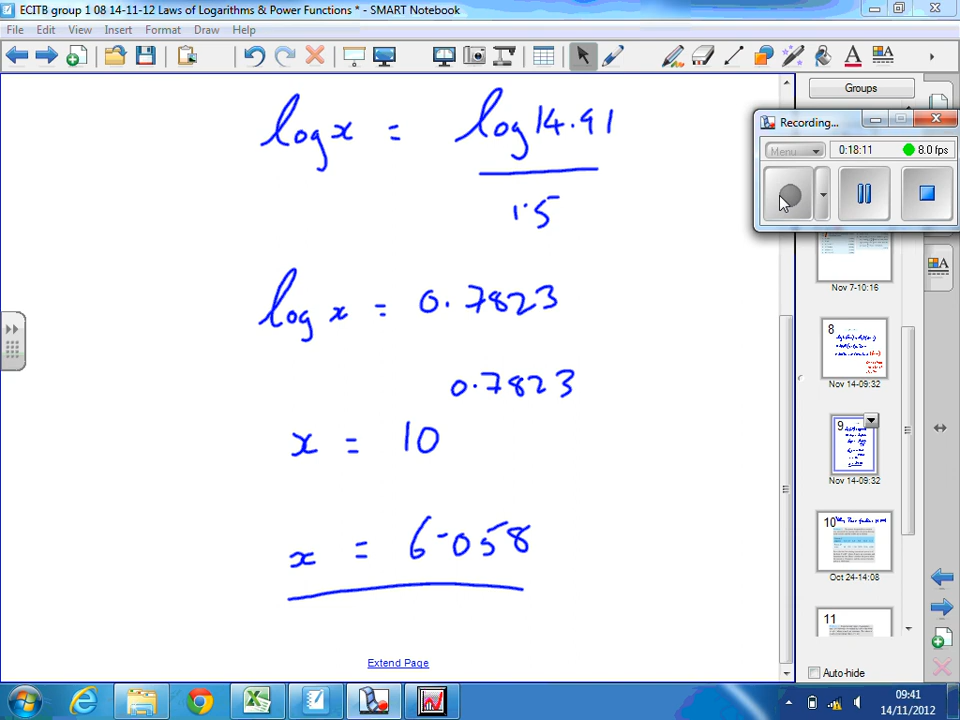 ECITB group 1 08 14-11-12 Laws of Logarithms & Power Functions * - SMART Notebook
File Edit View Insert Format Draw Help
Groups
Recording...
Menu 0:18:11 8.0 fps
log x = log 14.91
1.5
log x = 0.7823
0.7823
x = 10
x = 6.058
Nov 7-10:16
8
Nov 14-09:32
9
Nov 14-09:32
10
Oct 24-14:08
11
Extend Page
Auto-hide
09:41
14/11/2012